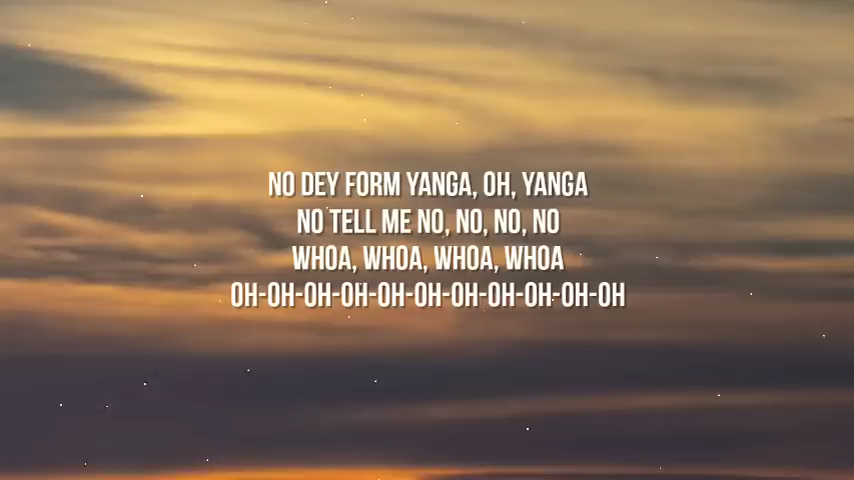 NO DEY FORM YANGA, OH, YANGA
NO TELL ME NO, NO, NO, NO
WHOA, WHOA, WHOA, WHOA
OH-OH-OH-OH-OH-OH-OH-OH-OH-OH-OH